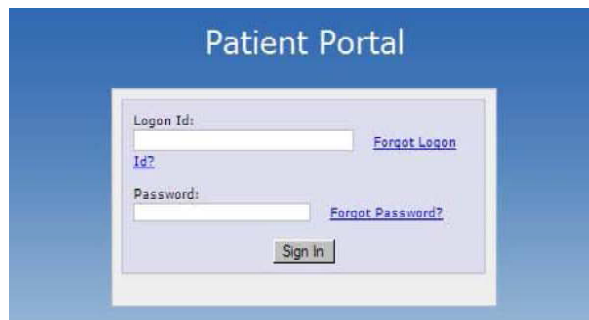 Patient Portal
Logon Id:
Forgot Logon
Id?
Password:
Forgot Password?
Sign In